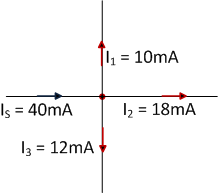 I₁ = 10mA
Iₛ = 40mA
I₂ = 18mA
I₃ = 12mA